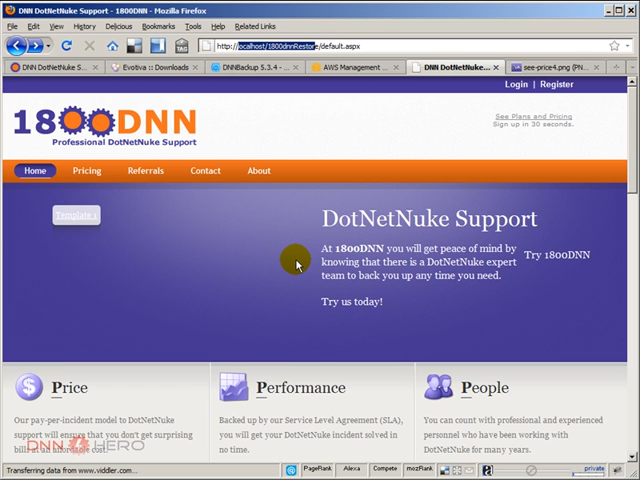 DNN DotNetNuke Support - 1800DNN - Mozilla Firefox
File Edit View History Delicious Bookmarks Tools Help Related Links
http://localhost/1800dnnRestore/default.aspx
DNN DotNetNuke S...
Evotiva :: Downloads
DNNBackup 5.3.4 - ...
AWS Management ...
DNN DotNetNuke...
see-price4.png (PN...
Login | Register
1800DNN
Professional DotNetNuke Support
See Plans and Pricing
Sign up in 30 seconds.
Home Pricing Referrals Contact About
Template 1
DotNetNuke Support
At 1800DNN you will get peace of mind by
knowing that there is a DotNetNuke expert
team to back you up any time you need.
Try us today!
Try 1800DNN
Price
Our pay-per-incident model to DotNetNuke
support will ensure that you don't get surprising
bills at an affordable cost.
Performance
Backed up by our Service Level Agreement (SLA),
you will get your DotNetNuke incident solved in
no time.
People
You can count with professional and experienced
personnel who have been working with
DotNetNuke for many years.
DNN HERO
Transferring data from www.viddler.com...
PageRank Alexa Compete mozRank
private